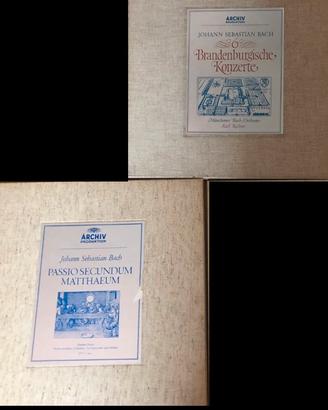 ARCHIV
PRODUKTION
JOHANN SEBASTIAN BACH
6
Brandenburgische
Konzerte
Münchener Bach-Orchester
Karl Richter
ARCHIV
PRODUKTION
Johann Sebastian Bach
PASSIO SECUNDUM
MATTHAEUM